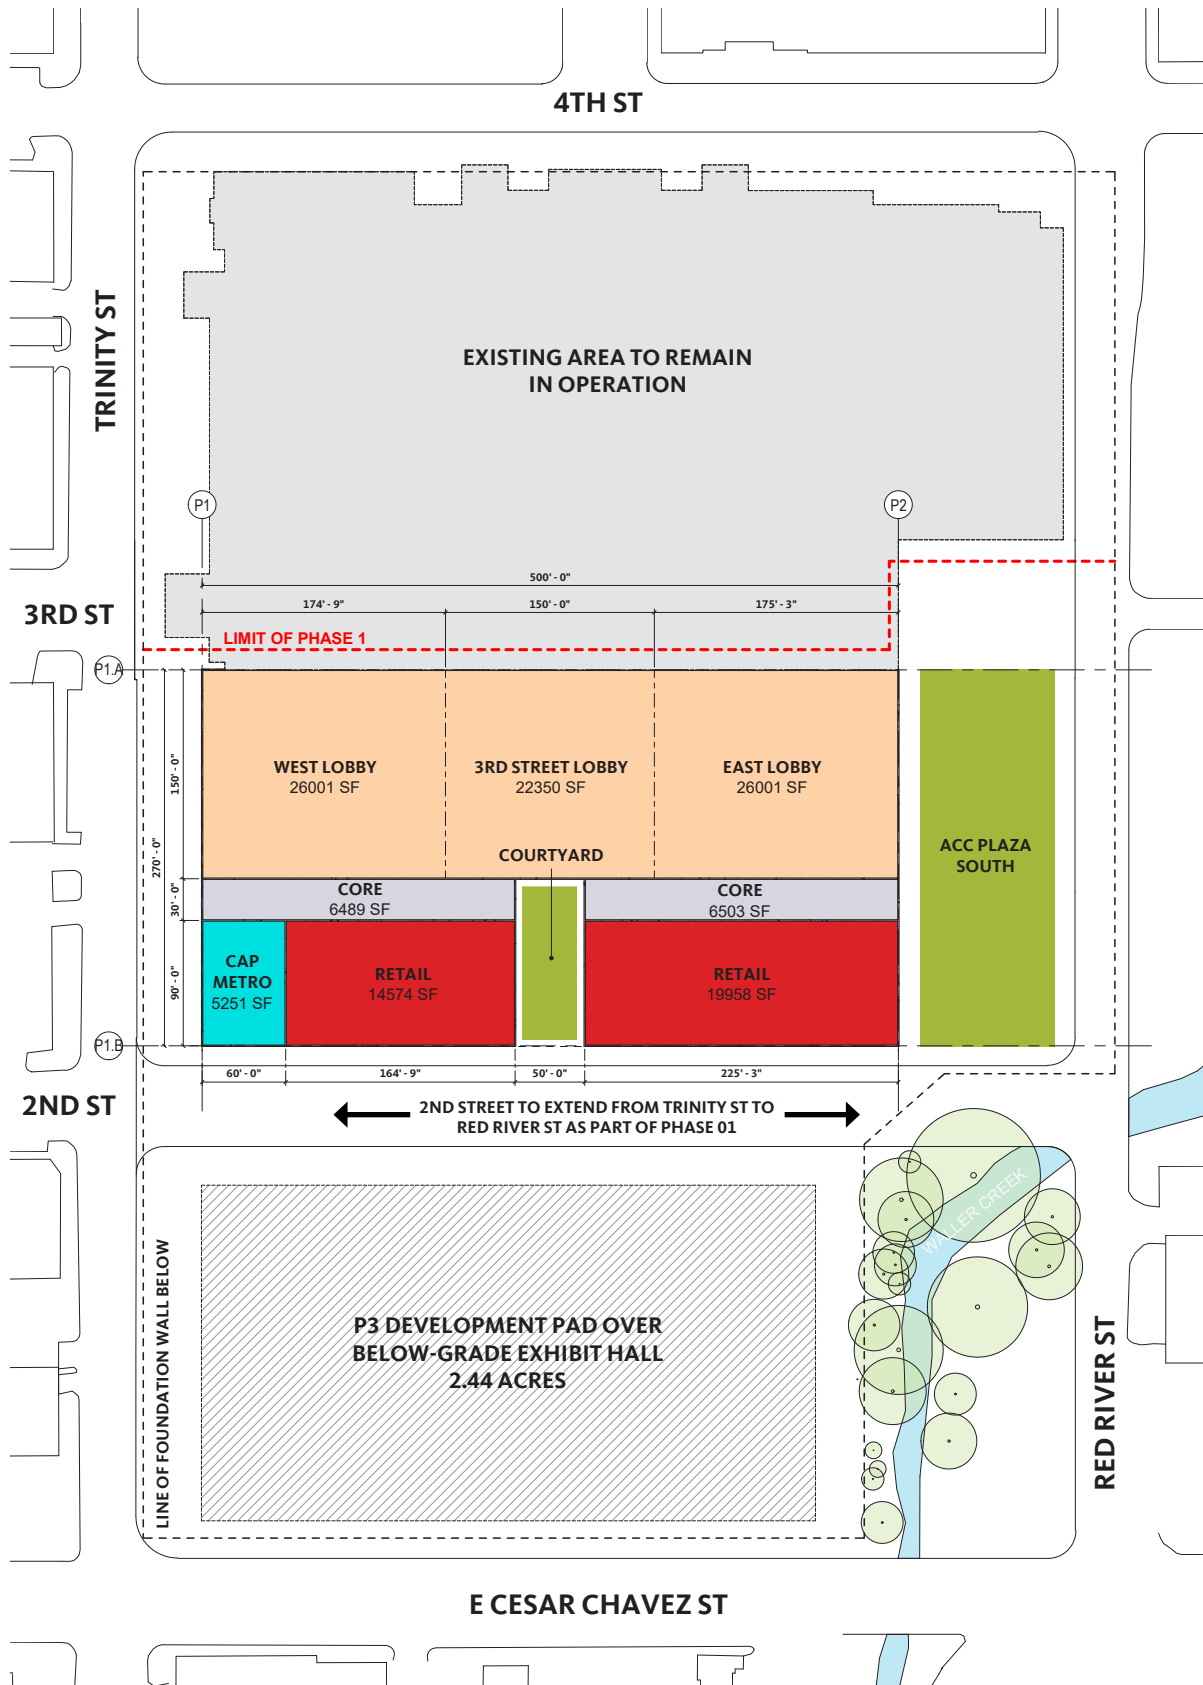 4TH ST
TRINITY ST
EXISTING AREA TO REMAIN
IN OPERATION
P1
P2
500' - 0"
174' - 9"
150' - 0"
175' - 3"
3RD ST
LIMIT OF PHASE 1
P1.A
150' - 0"
270' - 0"
30' - 0"
90' - 0"
WEST LOBBY
26001 SF
3RD STREET LOBBY
22350 SF
EAST LOBBY
26001 SF
COURTYARD
ACC PLAZA
SOUTH
CORE
6489 SF
CORE
6503 SF
CAP
METRO
5251 SF
RETAIL
14574 SF
RETAIL
19958 SF
P1.B
60' - 0"
164' - 9"
50' - 0"
225' - 3"
2ND ST
2ND STREET TO EXTEND FROM TRINITY ST TO
RED RIVER ST AS PART OF PHASE 01
WALLER CREEK
LINE OF FOUNDATION WALL BELOW
P3 DEVELOPMENT PAD OVER
BELOW-GRADE EXHIBIT HALL
2.44 ACRES
RED RIVER ST
E CESAR CHAVEZ ST